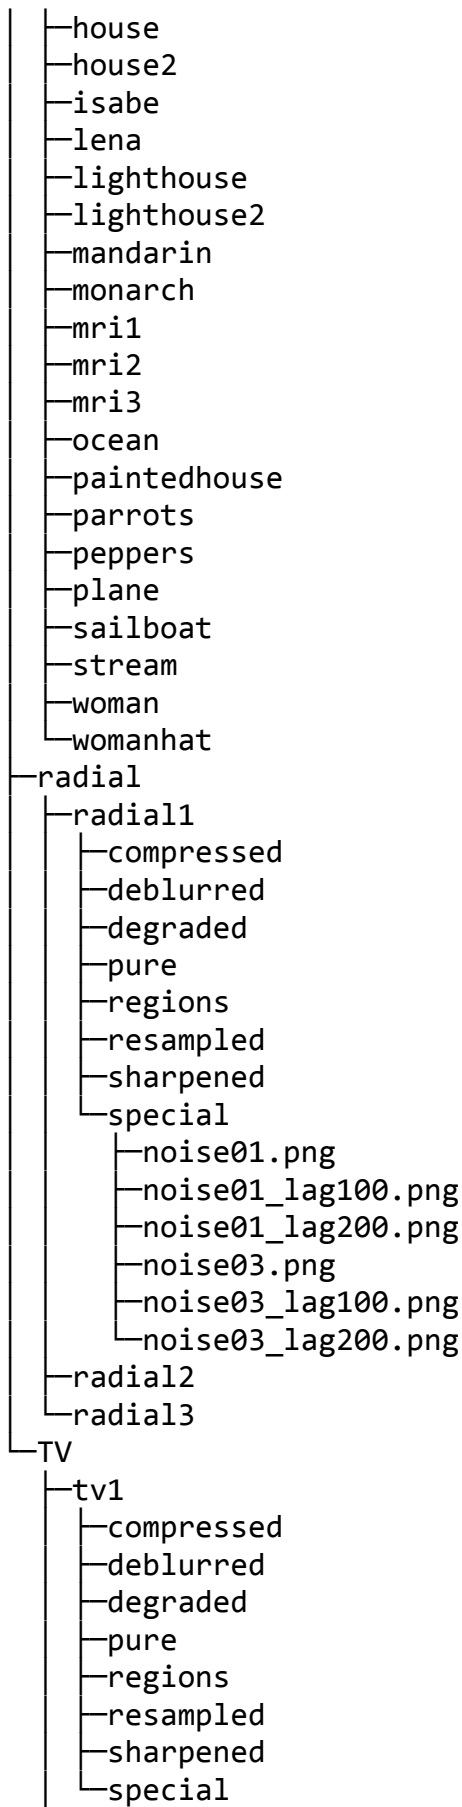 │ ├─house
│ ├─house2
│ ├─isabe
│ ├─lena
│ ├─lighthouse
│ ├─lighthouse2
│ ├─mandarin
│ ├─monarch
│ ├─mri1
│ ├─mri2
│ ├─mri3
│ ├─ocean
│ ├─paintedhouse
│ ├─parrots
│ ├─peppers
│ ├─plane
│ ├─sailboat
│ ├─stream
│ ├─woman
│ └─womanhat
├─radial
│ ├─radial1
│ │ ├─compressed
│ │ ├─deblurred
│ │ ├─degraded
│ │ ├─pure
│ │ ├─regions
│ │ ├─resampled
│ │ ├─sharpened
│ │ └─special
│ │   ├─noise01.png
│ │   ├─noise01_lag100.png
│ │   ├─noise01_lag200.png
│ │   ├─noise03.png
│ │   ├─noise03_lag100.png
│ │   └─noise03_lag200.png
│ ├─radial2
│ └─radial3
└─TV
  ├─tv1
  │ ├─compressed
  │ ├─deblurred
  │ ├─degraded
  │ ├─pure
  │ ├─regions
  │ ├─resampled
  │ ├─sharpened
  │ └─special